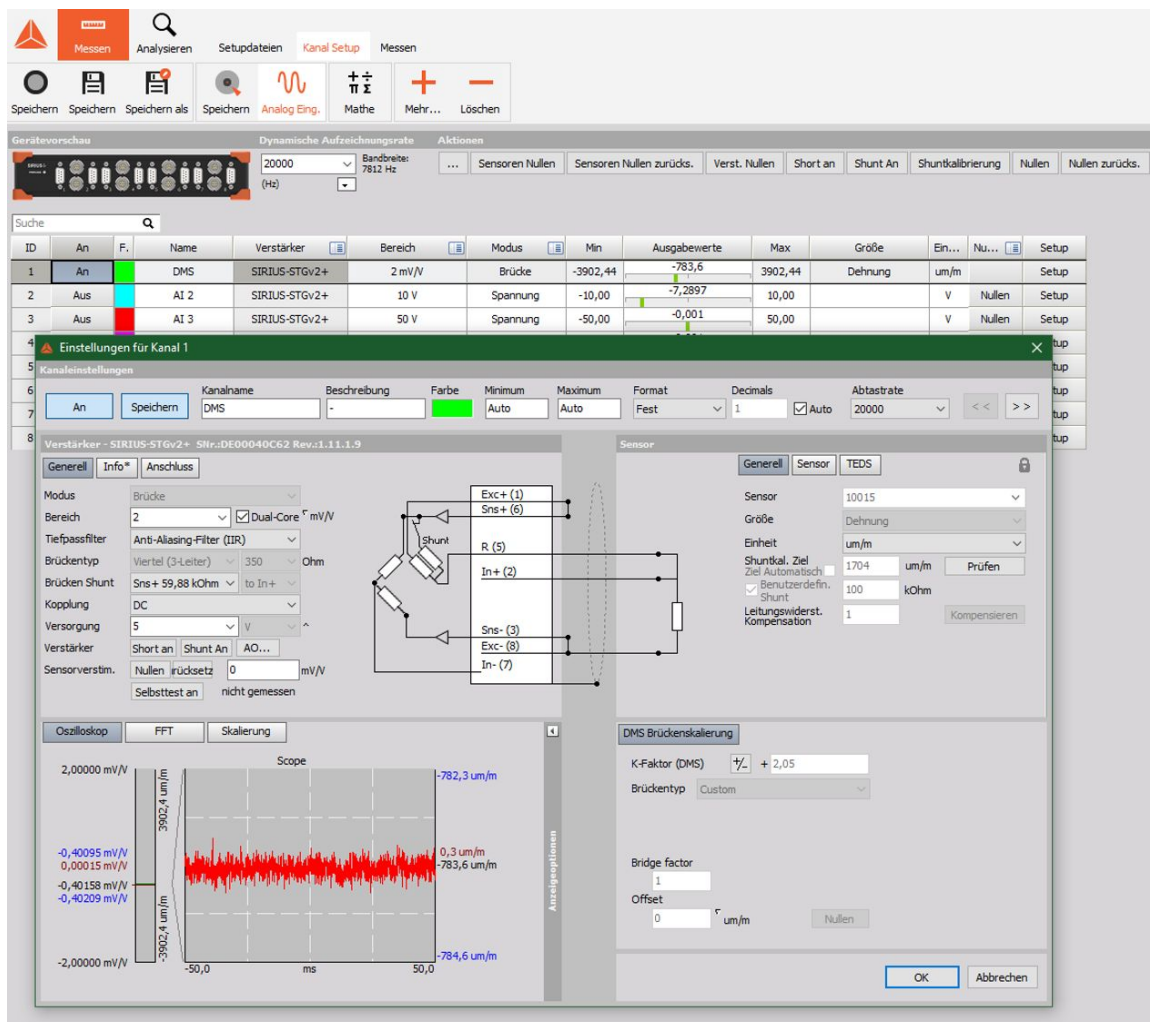 Messen
Analysieren
Setupdateien
Kanal Setup
Messen
Speichern
Speichern
Speichern als
Speichern
Analog Eing.
Mathe
Mehr...
Löschen
Gerätevorschau
Dynamische Aufzeichnungsrate
Aktionen
20000
(Hz)
Bandbreite:
7812 Hz
...
Sensoren Nullen
Sensoren Nullen zurücks.
Verst. Nullen
Short an
Shunt An
Shuntkalibrierung
Nullen
Nullen zurücks.
Suche
ID An F. Name Verstärker Bereich Modus Min Ausgabewerte Max Größe Ein... Nu... Setup
1 An DMS SIRIUS-STGv2+ 2 mV/V Brücke -3902,44 -783,6 3902,44 Dehnung um/m Setup
2 Aus AI 2 SIRIUS-STGv2+ 10 V Spannung -10,00 -7,2897 10,00 V Nullen Setup
3 Aus AI 3 SIRIUS-STGv2+ 50 V Spannung -50,00 -0,001 50,00 V Nullen Setup
4 tup
5 tup
6 tup
7 tup
8 tup
Einstellungen für Kanal 1
Kanaleinstellungen
An
Speichern
Kanalname
DMS
Beschreibung
-
Farbe
Minimum
Auto
Maximum
Auto
Format
Fest
Decimals
1
Auto
Abtastrate
20000
<<
>>
Verstärker - SIRIUS-STGv2+ SNr.:DE00040C62 Rev.:1.11.1.9
Generell Info* Anschluss
Modus Brücke
Bereich 2 Dual-Core mV/V
Tiefpassfilter Anti-Aliasing-Filter (IIR)
Brückentyp Viertel (3-Leiter) 350 Ohm
Brücken Shunt Sns+ 59,88 kOhm to In+
Kopplung DC
Versorgung 5 V ^
Verstärker Short an Shunt An AO...
Sensorverstim. Nullen rücksetz 0 mV/V
Selbsttest an nicht gemessen
Shunt
Exc+ (1)
Sns+ (6)
R (5)
In+ (2)
Sns- (3)
Exc- (8)
In- (7)
Sensor
Generell Sensor TEDS
Sensor 10015
Größe Dehnung
Einheit um/m
Shuntkal. Ziel
Ziel Automatisch
1704 um/m Prüfen
Benutzerdefin.
Shunt
100 kOhm
Leitungswiderst.
Kompensation
1 Kompensieren
Oszilloskop FFT Skalierung
Scope
2,00000 mV/V
-0,40095 mV/V
0,00015 mV/V
-0,40158 mV/V
-0,40209 mV/V
-2,00000 mV/V
3902,4 um/m
-3902,4 um/m
-782,3 um/m
0,3 um/m
-783,6 um/m
-784,6 um/m
-50,0 ms 50,0
Anzeigeoptionen
DMS Brückenskalierung
K-Faktor (DMS) +/- + 2,05
Brückentyp Custom
Bridge factor
1
Offset
0 um/m Nullen
OK
Abbrechen